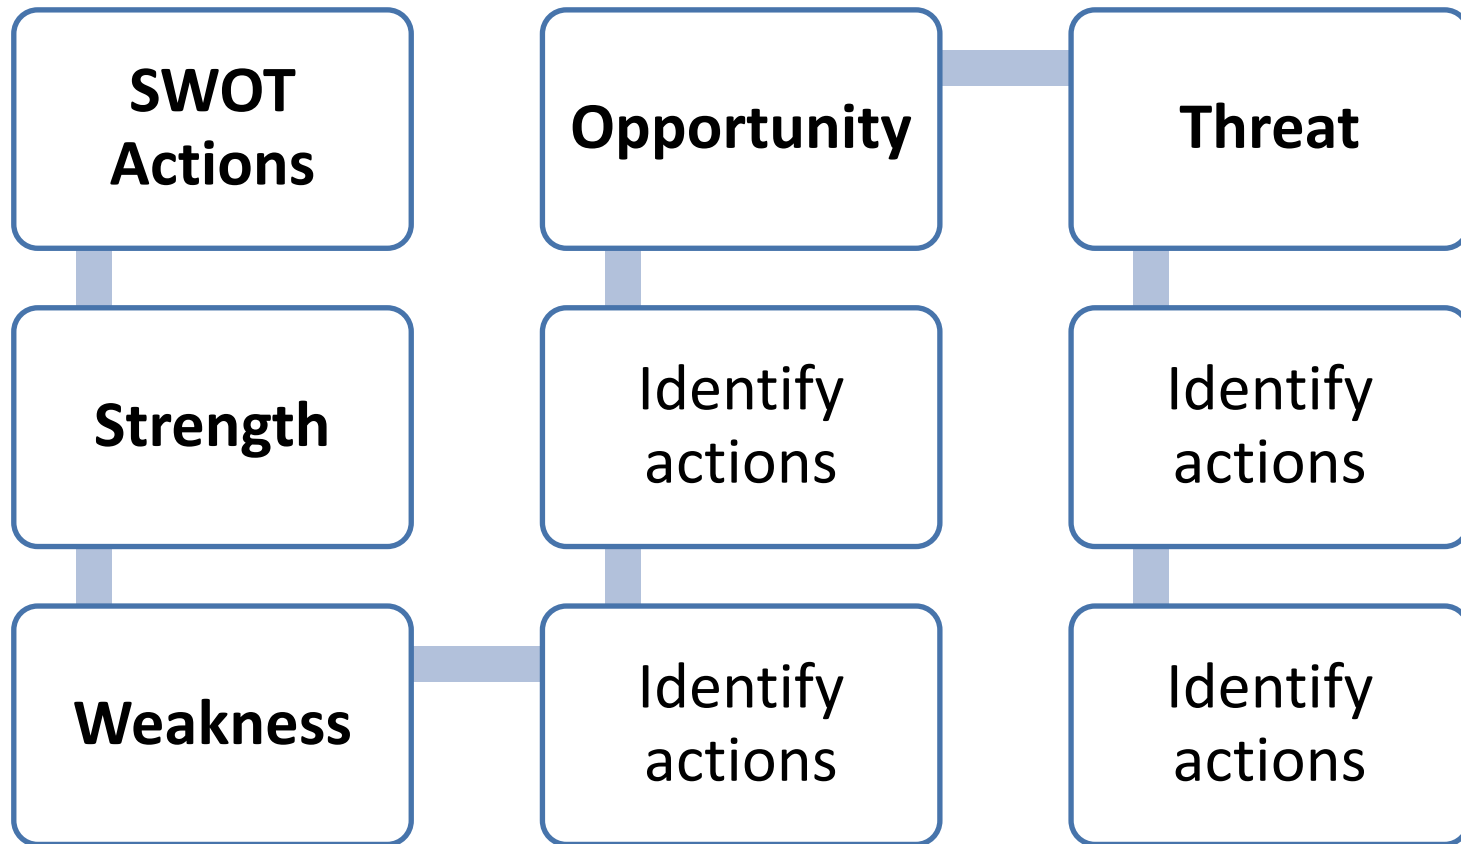 SWOT
Actions
Opportunity
Threat
Strength
Identify
actions
Identify
actions
Weakness
Identify
actions
Identify
actions